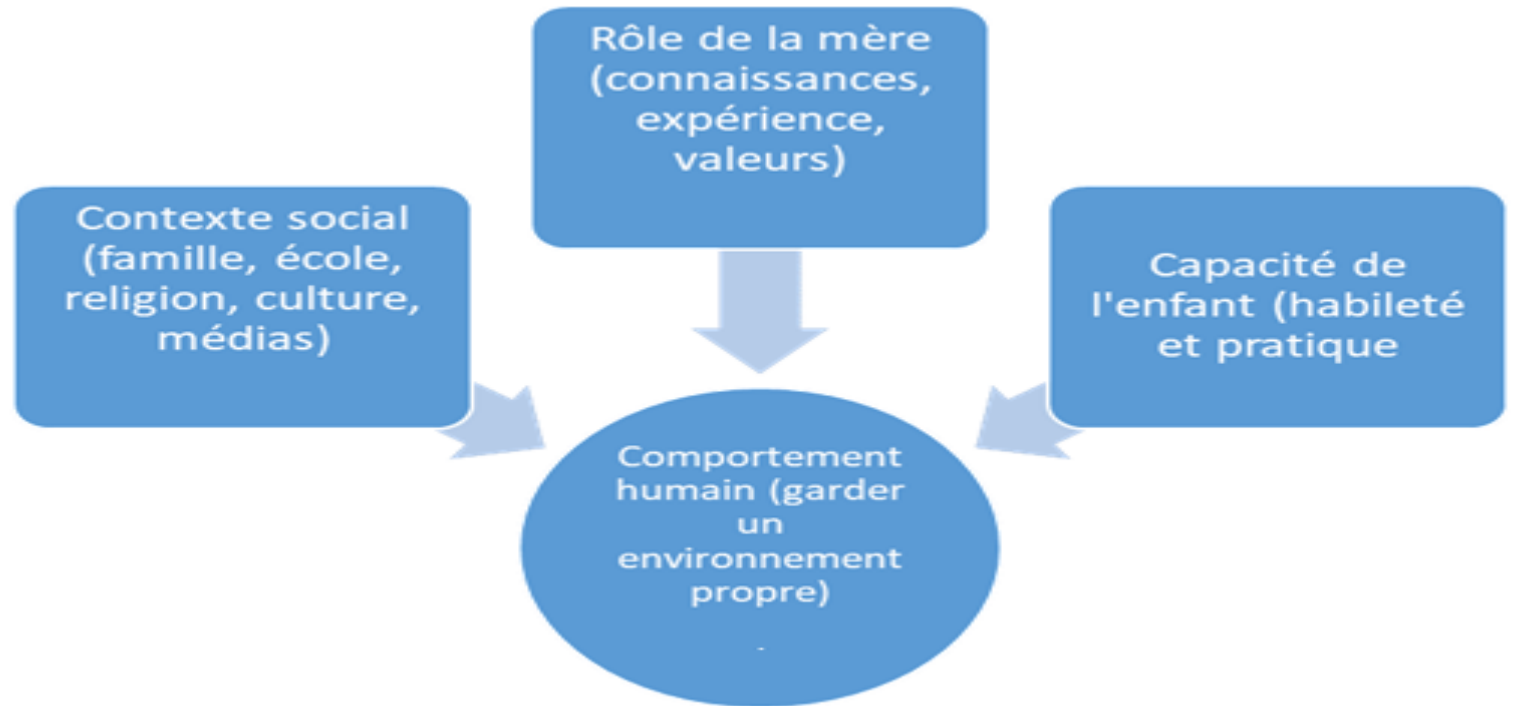 Rôle de la mère
(connaissances,
expérience,
valeurs)
Contexte social
(famille, école,
religion, culture,
médias)
Capacité de
l'enfant (habileté
et pratique
Comportement
humain (garder
un
environnement
propre)
-